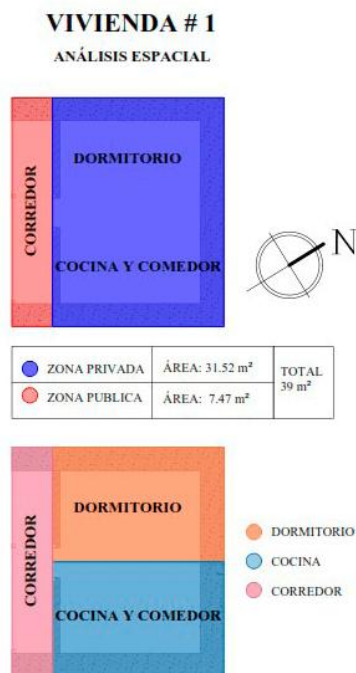 VIVIENDA # 1
ANÁLISIS ESPACIAL
DORMITORIO
CORREDOR
COCINA Y COMEDOR
N
ZONA PRIVADA ÁREA: 31.52 m² TOTAL
39 m²
ZONA PUBLICA ÁREA: 7.47 m²
DORMITORIO
CORREDOR
COCINA Y COMEDOR
DORMITORIO
COCINA
CORREDOR